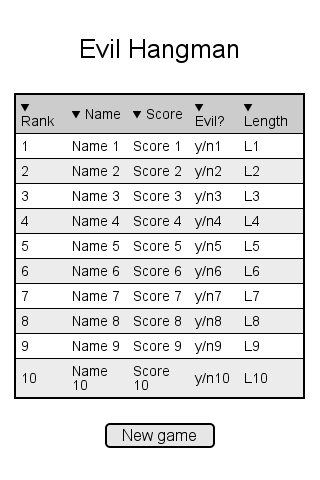 Evil Hangman
▼ Rank ▼ Name ▼ Score ▼ Evil? ▼ Length
1 Name 1 Score 1 y/n1 L1
2 Name 2 Score 2 y/n2 L2
3 Name 3 Score 3 y/n3 L3
4 Name 4 Score 4 y/n4 L4
5 Name 5 Score 5 y/n5 L5
6 Name 6 Score 6 y/n6 L6
7 Name 7 Score 7 y/n7 L7
8 Name 8 Score 8 y/n8 L8
9 Name 9 Score 9 y/n9 L9
10 Name 10 Score 10 y/n10 L10
New game